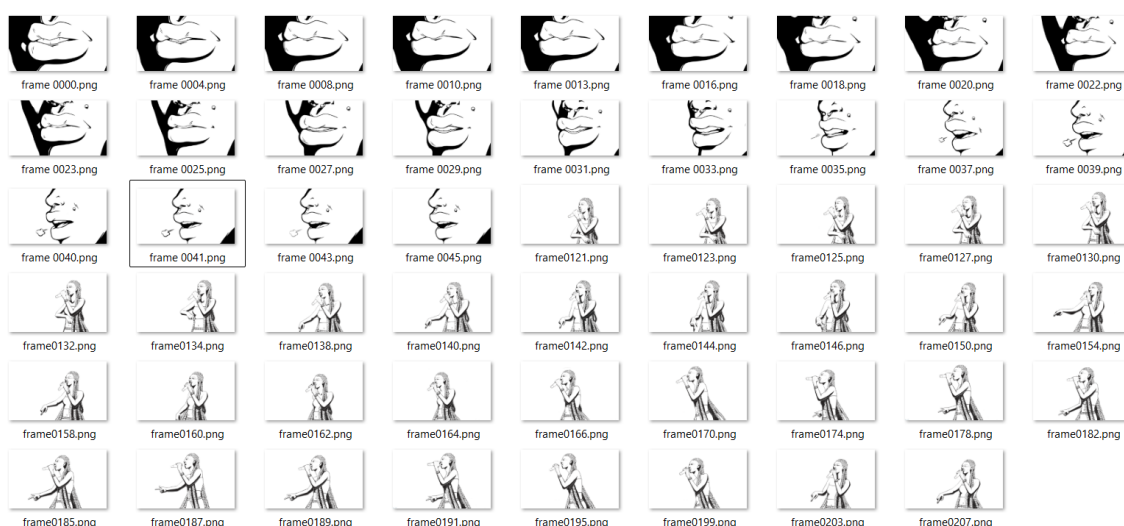 frame 0000.png frame 0004.png frame 0008.png frame 0010.png frame 0013.png frame 0016.png frame 0018.png frame 0020.png frame 0022.png
frame 0023.png frame 0025.png frame 0027.png frame 0029.png frame 0031.png frame 0033.png frame 0035.png frame 0037.png frame 0039.png
frame 0040.png frame 0041.png frame 0043.png frame 0045.png frame0121.png frame0123.png frame0125.png frame0127.png frame0130.png
frame0132.png frame0134.png frame0138.png frame0140.png frame0142.png frame0144.png frame0146.png frame0150.png frame0154.png
frame0158.png frame0160.png frame0162.png frame0164.png frame0166.png frame0170.png frame0174.png frame0178.png frame0182.png
frame0185.png frame0187.png frame0189.png frame0191.png frame0195.png frame0199.png frame0203.png frame0207.png